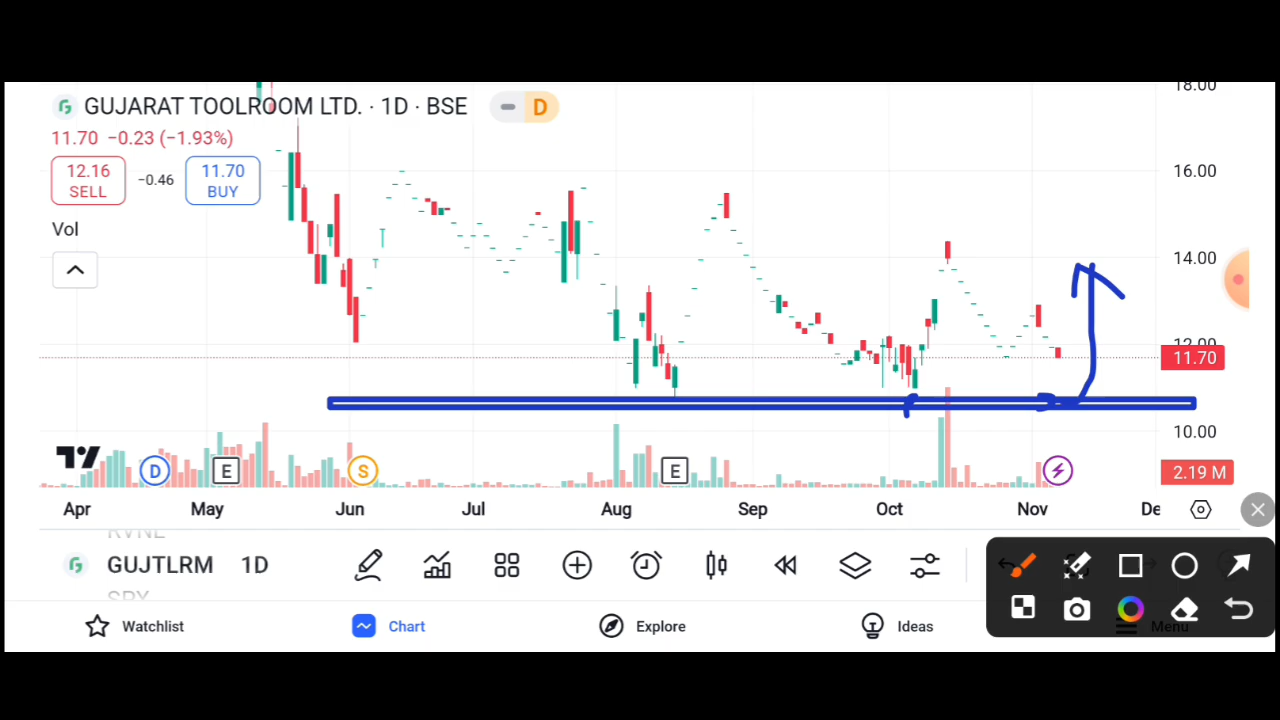 18.00
GUJARAT TOOLROOM LTD. · 1D · BSE
D
11.70 −0.23 (−1.93%)
12.16 SELL
−0.46
11.70 BUY
16.00
Vol
14.00
12.00
11.70
10.00
D
E
S
E
2.19 M
Apr May Jun Jul Aug Sep Oct Nov De
RVNL
GUJTLRM 1D
SPX
Watchlist Chart Explore Ideas Menu